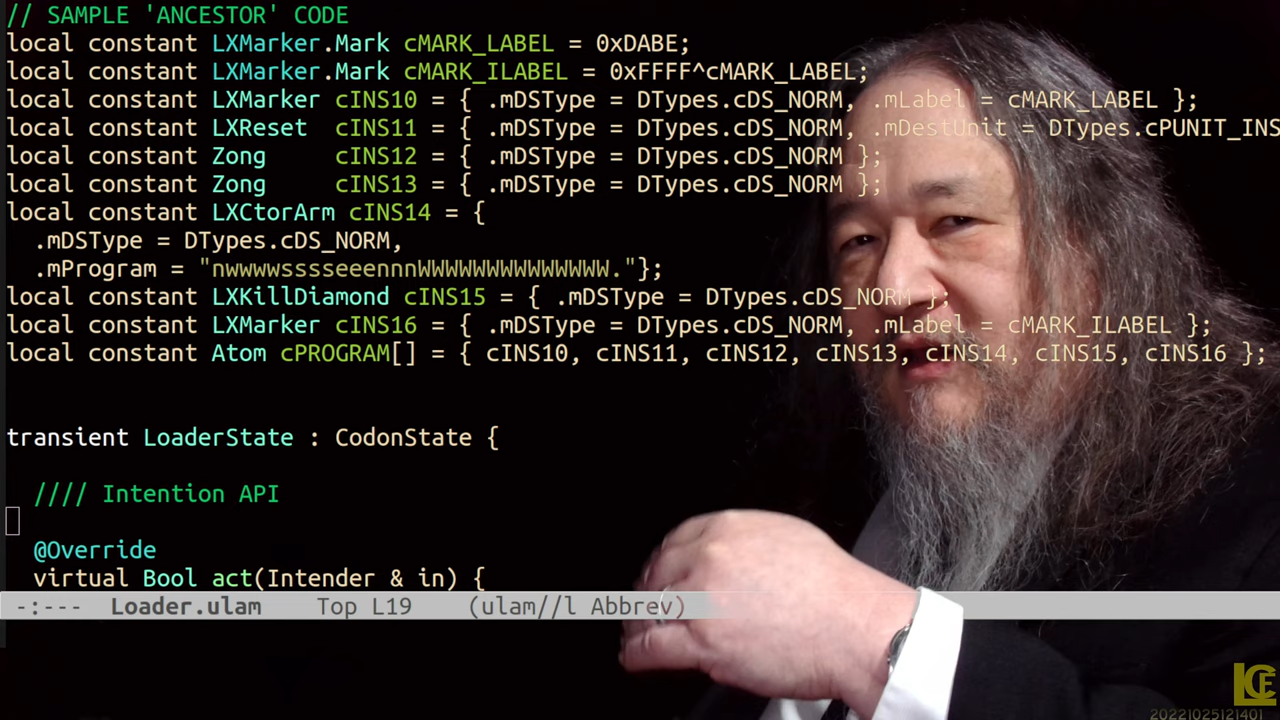 // SAMPLE 'ANCESTOR' CODE
local constant LXMarker.Mark cMARK_LABEL = 0xDABE;
local constant LXMarker.Mark cMARK_ILABEL = 0xFFFF^cMARK_LABEL;
local constant LXMarker cINS10 = { .mDSType = DTypes.cDS_NORM, .mLabel = cMARK_LABEL };
local constant LXReset cINS11 = { .mDSType = DTypes.cDS_NORM, .mDestUnit = DTypes.cPUNIT_INS
local constant Zong cINS12 = { .mDSType = DTypes.cDS_NORM };
local constant Zong cINS13 = { .mDSType = DTypes.cDS_NORM };
local constant LXCtorArm cINS14 = {
.mDSType = DTypes.cDS_NORM,
.mProgram = "nwwwwsssseeennnWWWWWWWWWWWWWW."};
local constant LXKillDiamond cINS15 = { .mDSType = DTypes.cDS_NORM };
local constant LXMarker cINS16 = { .mDSType = DTypes.cDS_NORM, .mLabel = cMARK_ILABEL };
local constant Atom cPROGRAM[] = { cINS10, cINS11, cINS12, cINS13, cINS14, cINS15, cINS16 };
transient LoaderState : CodonState {
//// Intention API
@Override
virtual Bool act(Intender & in) {
-:--- Loader.ulam Top L19 (ulam//l Abbrev)
20221025121401